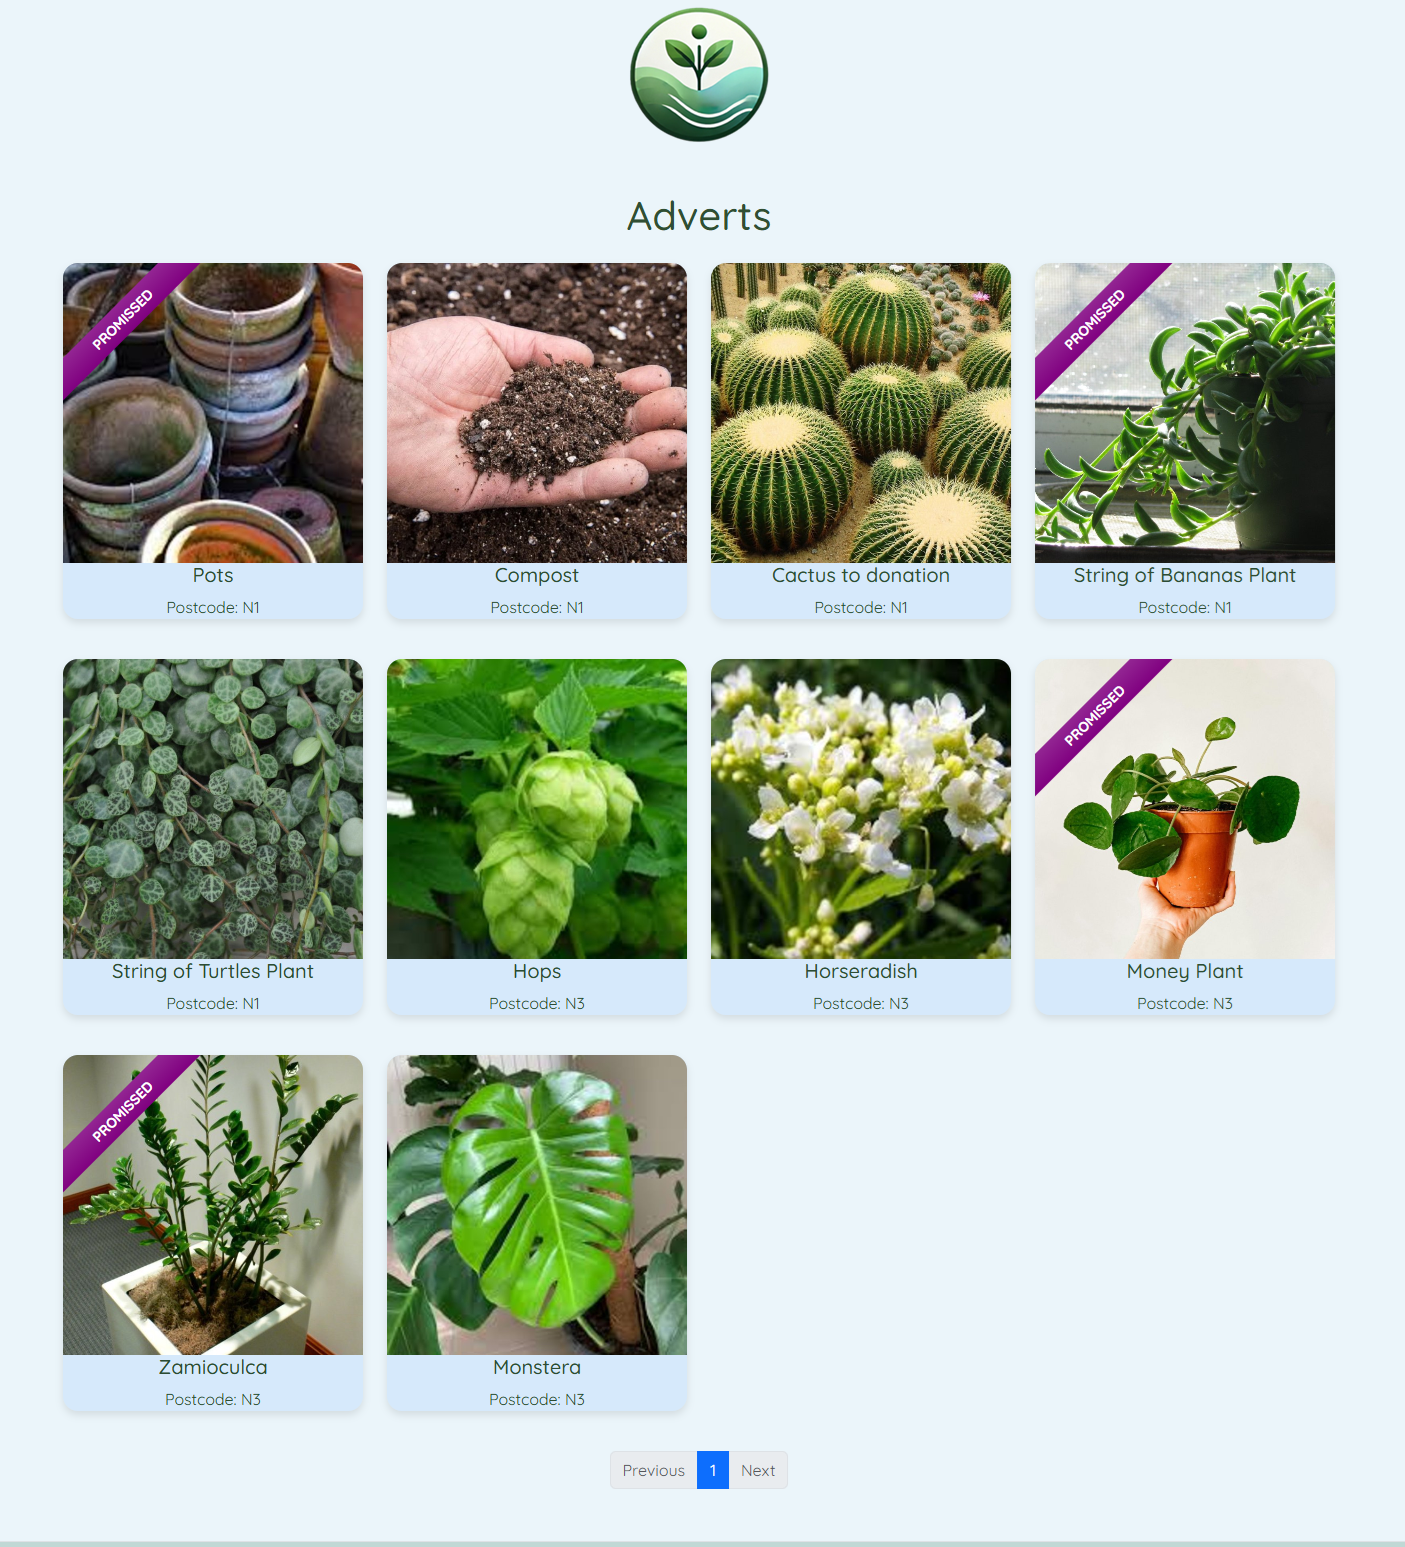 Adverts
PROMISSED
Pots
Postcode: N1
Compost
Postcode: N1
Cactus to donation
Postcode: N1
PROMISSED
String of Bananas Plant
Postcode: N1
String of Turtles Plant
Postcode: N1
Hops
Postcode: N3
Horseradish
Postcode: N3
PROMISSED
Money Plant
Postcode: N3
PROMISSED
Zamioculca
Postcode: N3
Monstera
Postcode: N3
Previous 1 Next